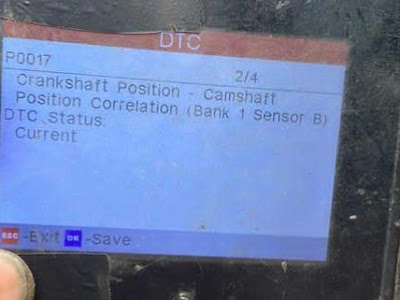 DTC
P0017 2/4
Crankshaft Position - Camshaft
Position Correlation (Bank 1 Sensor B)
DTC Status:
Current
ESC -Exit OK -Save